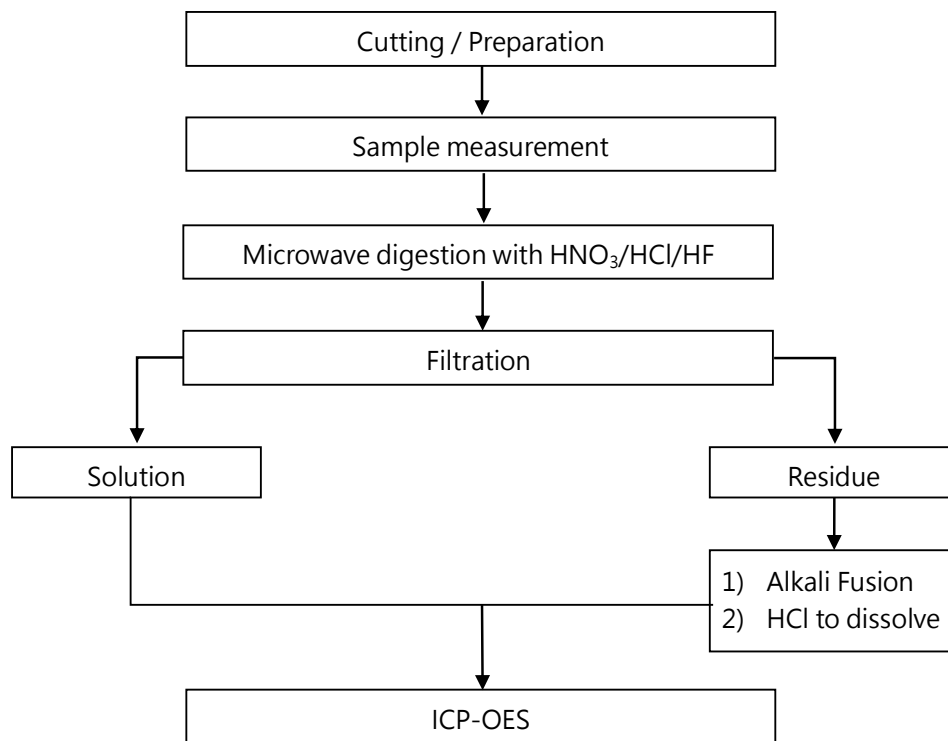 Cutting / Preparation
Sample measurement
Microwave digestion with HNO₃/HCl/HF
Filtration
Solution
Residue
1) Alkali Fusion
2) HCl to dissolve
ICP-OES